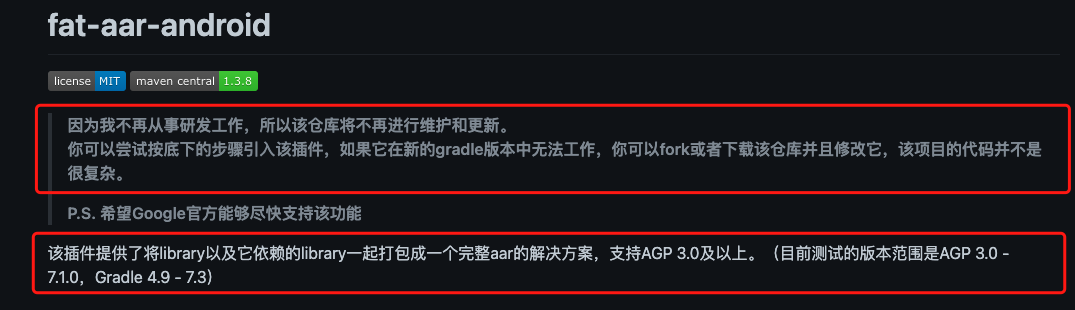 fat-aar-android
license MIT maven central 1.3.8
因为我不再从事研发工作，所以该仓库将不再进行维护和更新。
你可以尝试按底下的步骤引入该插件，如果它在新的gradle版本中无法工作，你可以fork或者下载该仓库并且修改它，该项目的代码并不是
很复杂。
P.S. 希望Google官方能够尽快支持该功能
该插件提供了将library以及它依赖的library一起打包成一个完整aar的解决方案，支持AGP 3.0及以上。（目前测试的版本范围是AGP 3.0 -
7.1.0，Gradle 4.9 - 7.3）